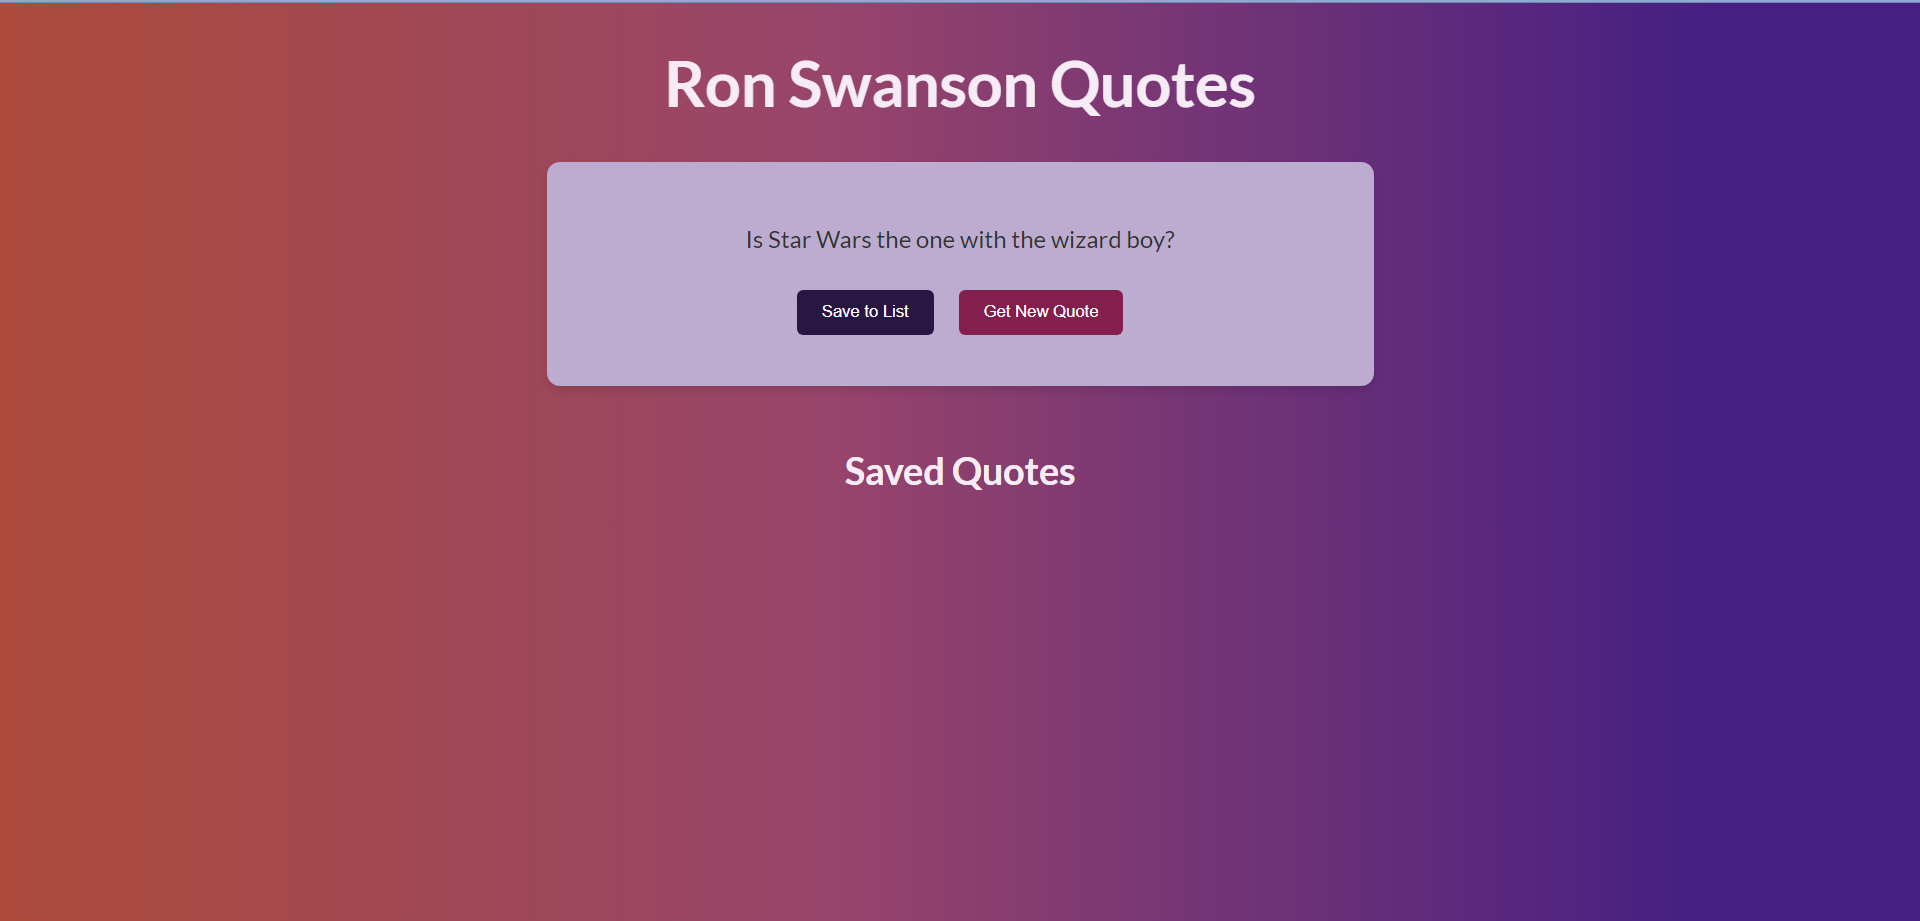 Ron Swanson Quotes
Is Star Wars the one with the wizard boy?
Save to List
Get New Quote
Saved Quotes